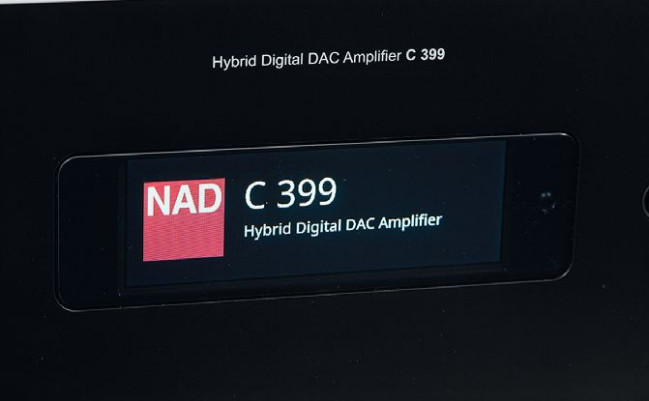 Hybrid Digital DAC Amplifier C 399
NAD
C 399
Hybrid Digital DAC Amplifier